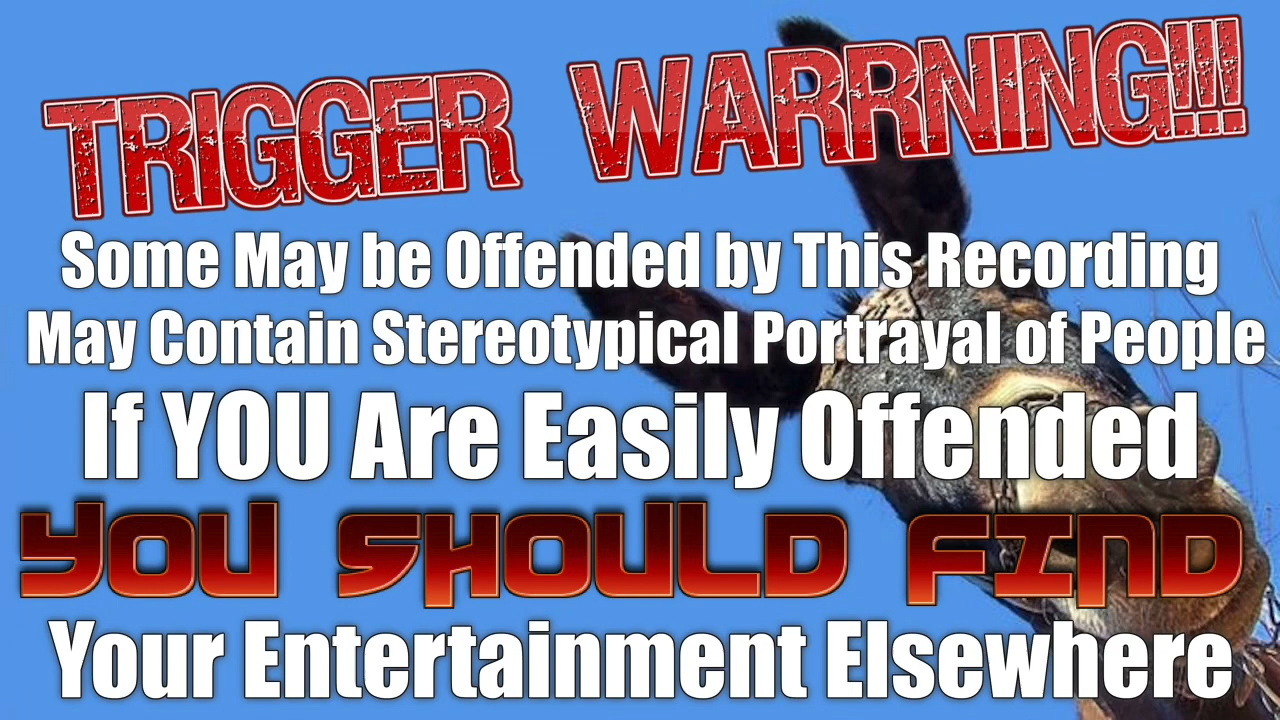 TRIGGER WARRNING!!!
Some May be Offended by This Recording
May Contain Stereotypical Portrayal of People
If YOU Are Easily Offended
YOU SHOULD FIND
Your Entertainment Elsewhere